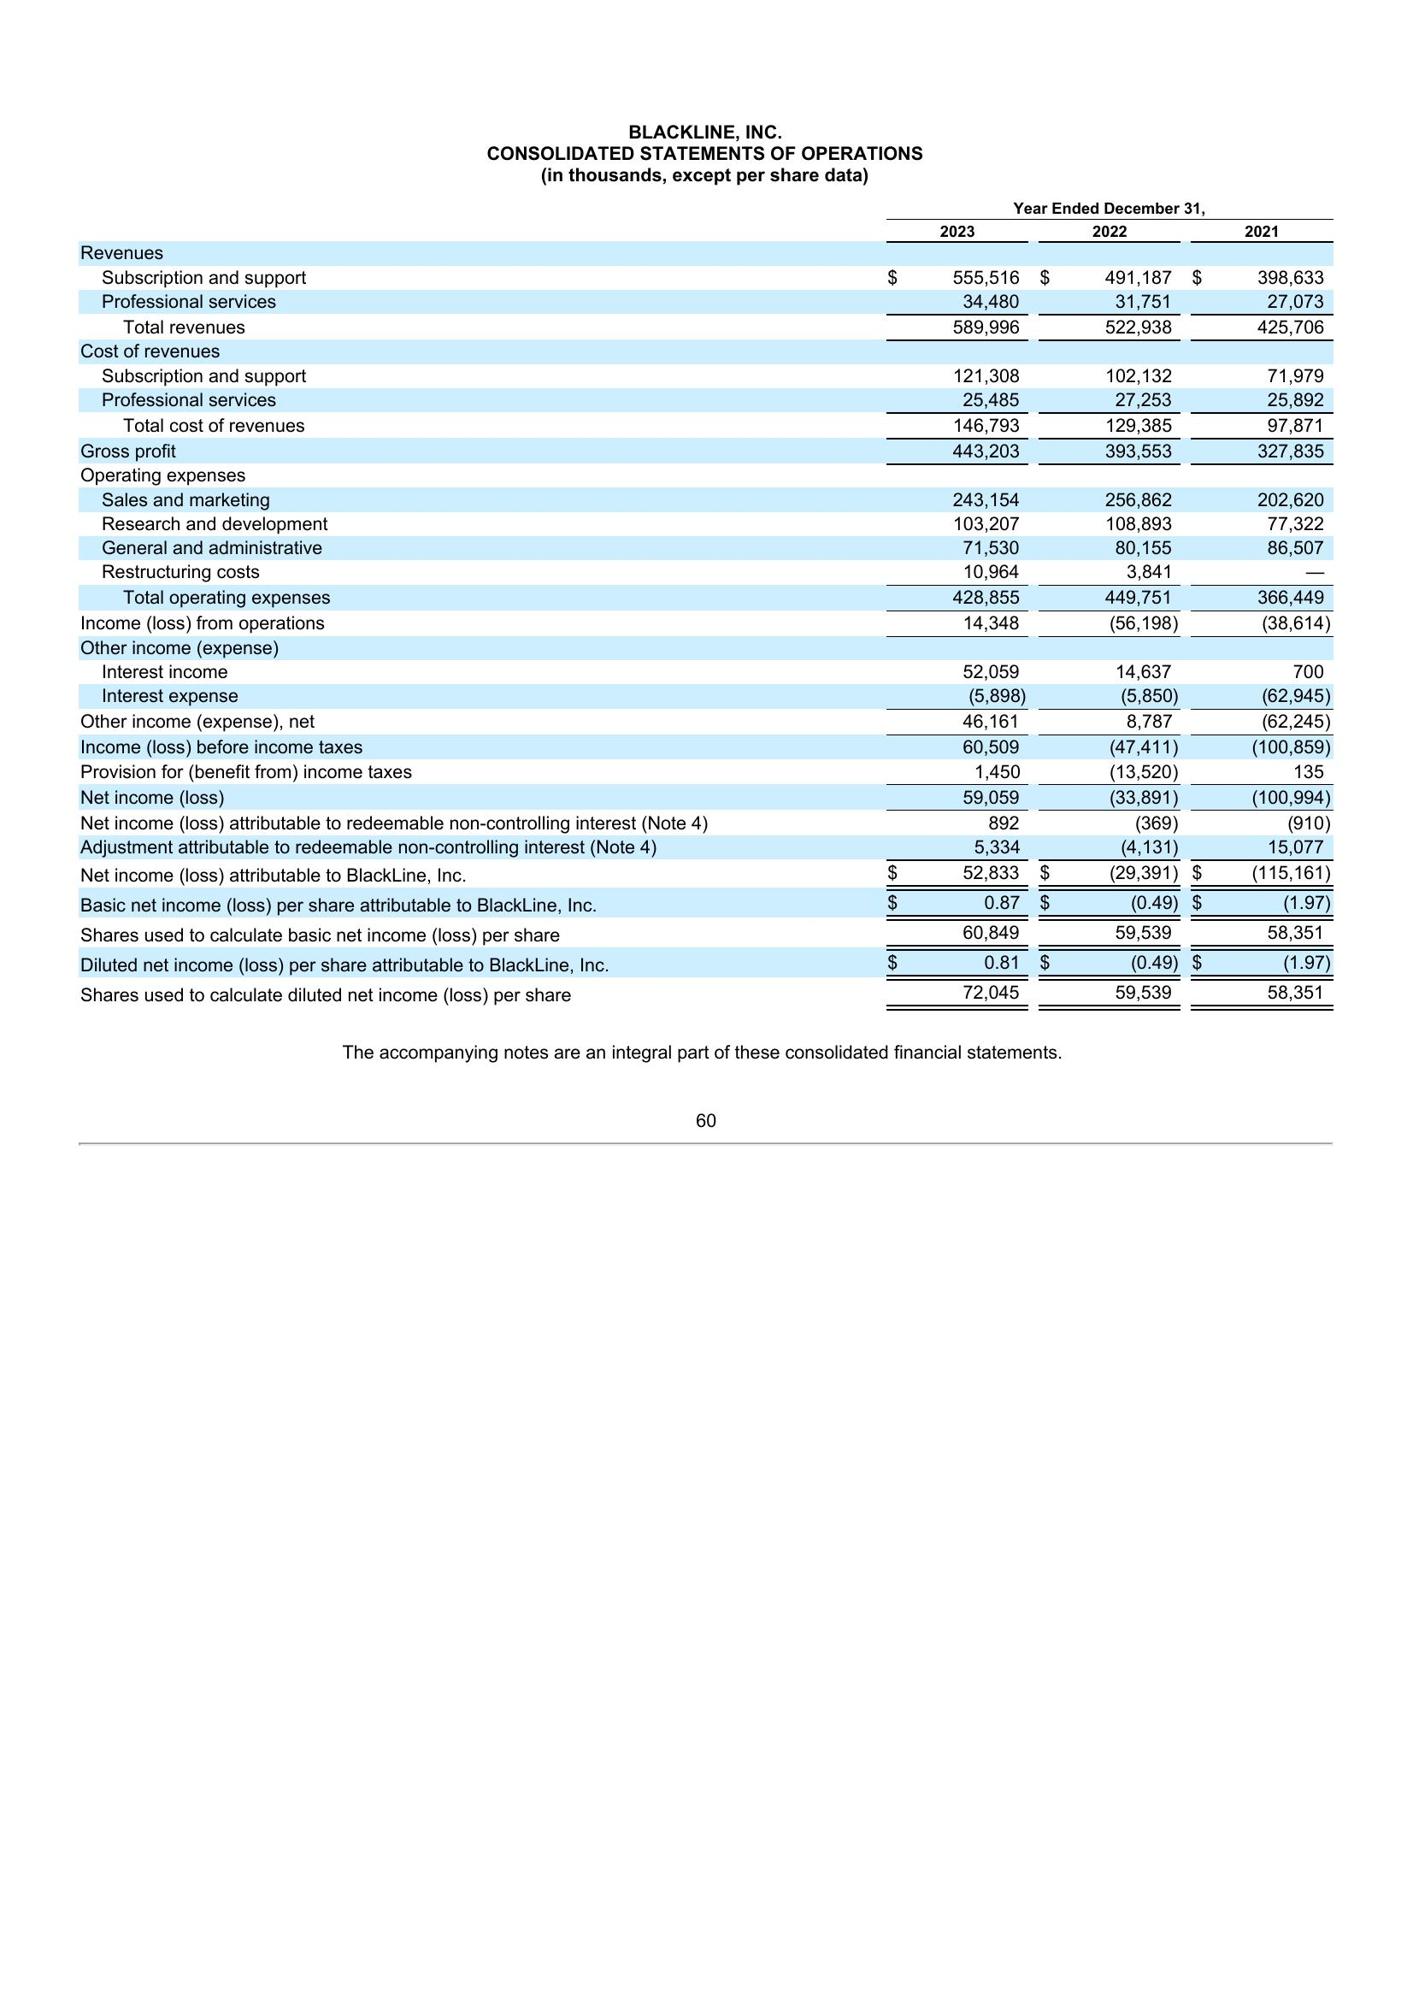 BLACKLINE, INC.
CONSOLIDATED STATEMENTS OF OPERATIONS
(in thousands, except per share data)
Year Ended December 31,
2023 2022 2021
Revenues
Subscription and support $ 555,516 $ 491,187 $ 398,633
Professional services 34,480 31,751 27,073
Total revenues 589,996 522,938 425,706
Cost of revenues
Subscription and support 121,308 102,132 71,979
Professional services 25,485 27,253 25,892
Total cost of revenues 146,793 129,385 97,871
Gross profit 443,203 393,553 327,835
Operating expenses
Sales and marketing 243,154 256,862 202,620
Research and development 103,207 108,893 77,322
General and administrative 71,530 80,155 86,507
Restructuring costs 10,964 3,841 —
Total operating expenses 428,855 449,751 366,449
Income (loss) from operations 14,348 (56,198) (38,614)
Other income (expense)
Interest income 52,059 14,637 700
Interest expense (5,898) (5,850) (62,945)
Other income (expense), net 46,161 8,787 (62,245)
Income (loss) before income taxes 60,509 (47,411) (100,859)
Provision for (benefit from) income taxes 1,450 (13,520) 135
Net income (loss) 59,059 (33,891) (100,994)
Net income (loss) attributable to redeemable non-controlling interest (Note 4) 892 (369) (910)
Adjustment attributable to redeemable non-controlling interest (Note 4) 5,334 (4,131) 15,077
Net income (loss) attributable to BlackLine, Inc. $ 52,833 $ (29,391) $ (115,161)
Basic net income (loss) per share attributable to BlackLine, Inc. $ 0.87 $ (0.49) $ (1.97)
Shares used to calculate basic net income (loss) per share 60,849 59,539 58,351
Diluted net income (loss) per share attributable to BlackLine, Inc. $ 0.81 $ (0.49) $ (1.97)
Shares used to calculate diluted net income (loss) per share 72,045 59,539 58,351
The accompanying notes are an integral part of these consolidated financial statements.
60